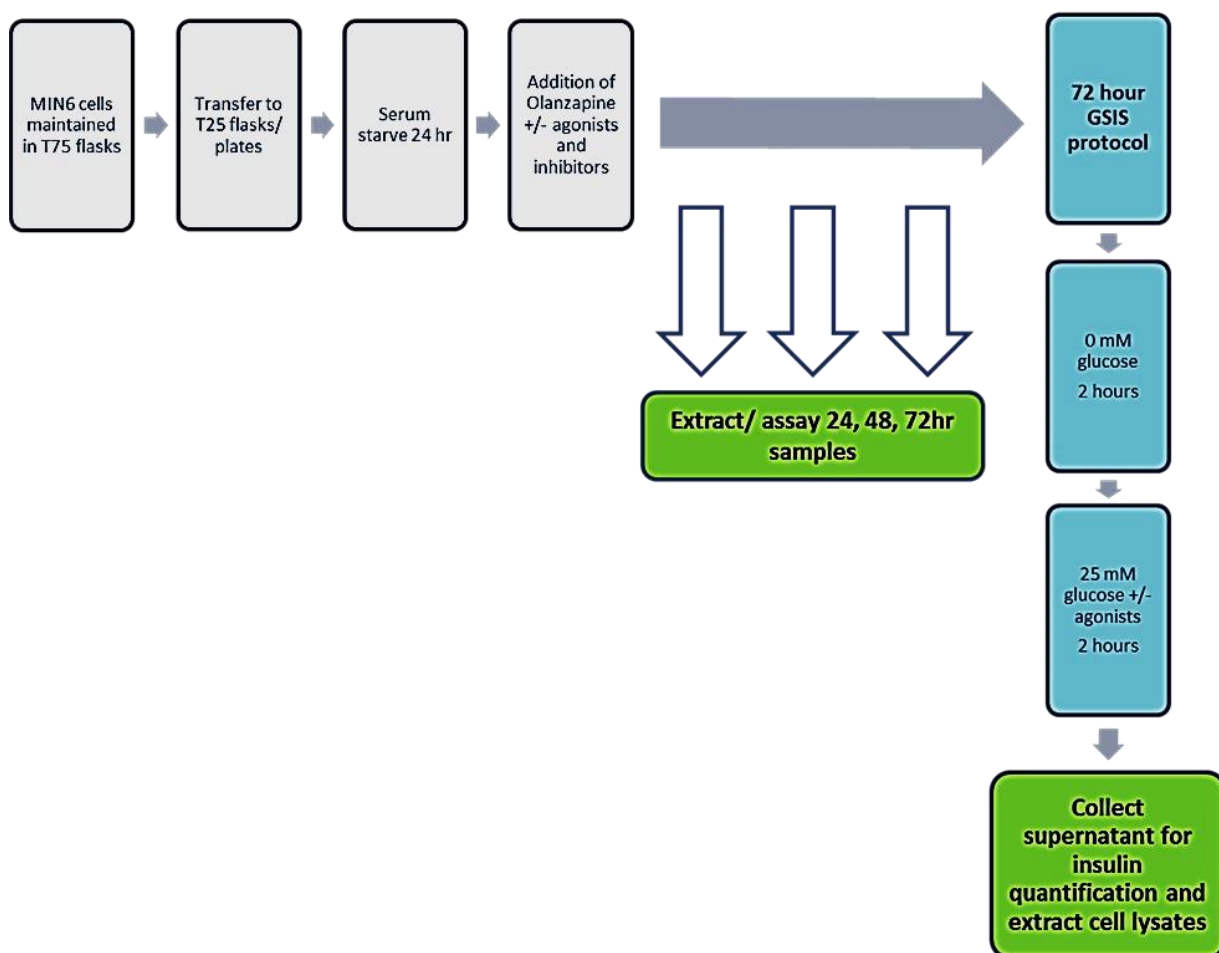 MIN6 cells
maintained
in T75 flasks
Transfer to
T25 flasks/
plates
Serum
starve 24 hr
Addition of
Olanzapine
+/- agonists
and
inhibitors
72 hour
GSIS
protocol
Extract/ assay 24, 48, 72hr
samples
0 mM
glucose
2 hours
25 mM
glucose +/-
agonists
2 hours
Collect
supernatant for
insulin
quantification and
extract cell lysates